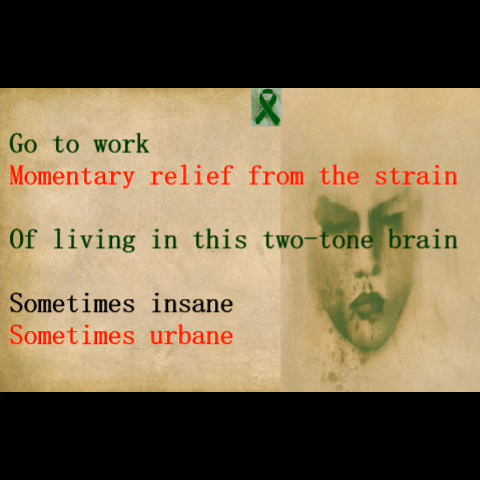 Go to work
Momentary relief from the strain
Of living in this two-tone brain
Sometimes insane
Sometimes urbane